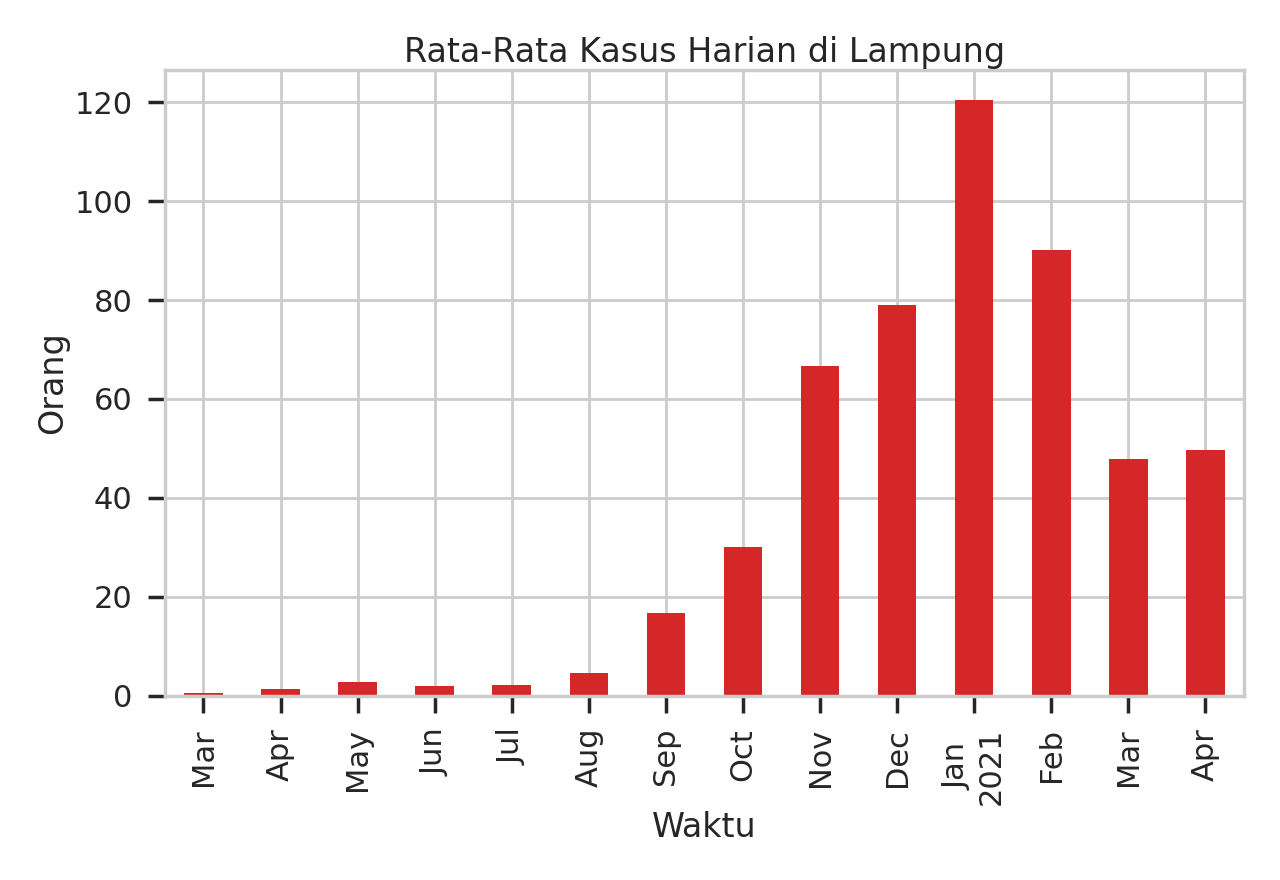 Rata-Rata Kasus Harian di Lampung
120
100
80
60
40
20
0
Orang
Mar
Apr
May
Jun
Jul
Aug
Sep
Oct
Nov
Dec
Jan
2021
Feb
Mar
Apr
Waktu